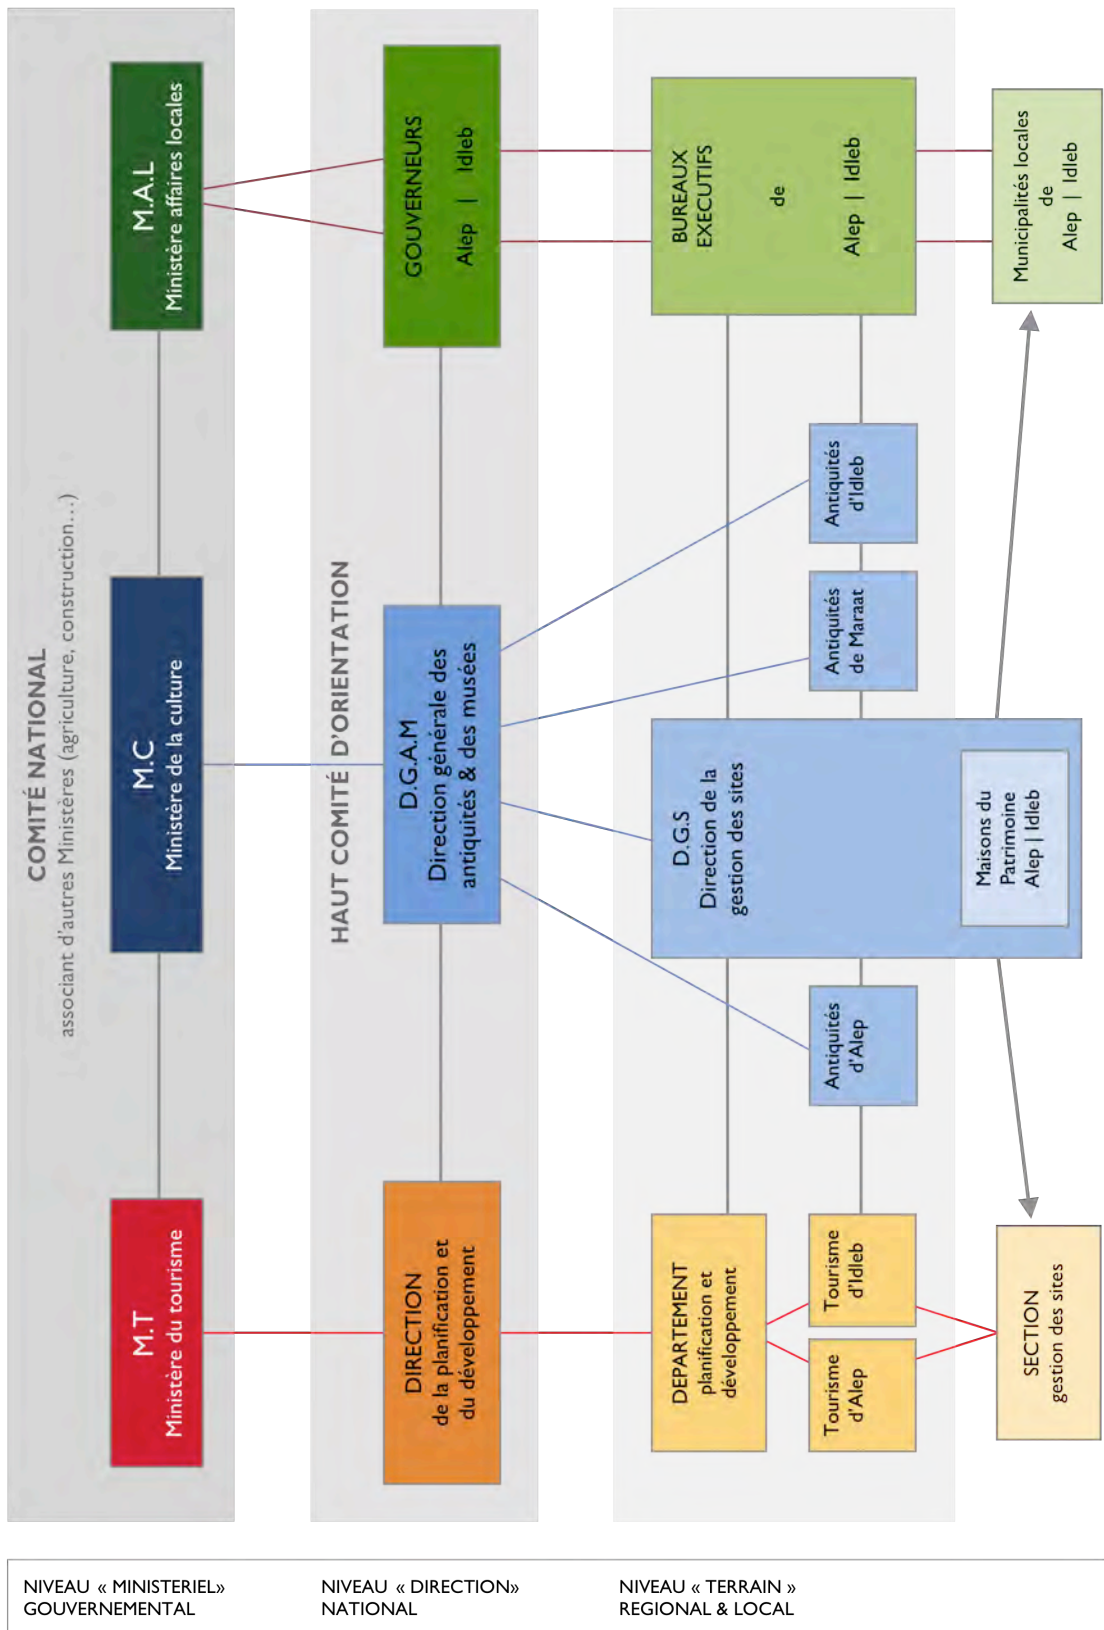 COMITÉ NATIONAL
associant d'autres Ministères (agriculture, construction...)
M.T
Ministère du tourisme
M.C
Ministère de la culture
M.A.L
Ministère affaires locales
HAUT COMITÉ D'ORIENTATION
DIRECTION
de la planification et
du développement
D.G.A.M
Direction générale des
antiquités & des musées
GOUVERNEURS
Alep | Idleb
DEPARTEMENT
planification et
développement
Tourisme
d'Alep
Tourisme
d'Idleb
Antiquités
d'Alep
D.G.S
Direction de la
gestion des sites
Maisons du
Patrimoine
Alep | Idleb
Antiquités
de Maraat
Antiquités
d'Idleb
BUREAUX
EXECUTIFS
de
Alep | Idleb
SECTION
gestion des sites
Municipalités locales
de
Alep | Idleb
NIVEAU « MINISTERIEL»
GOUVERNEMENTAL
NIVEAU « DIRECTION»
NATIONAL
NIVEAU « TERRAIN »
REGIONAL & LOCAL